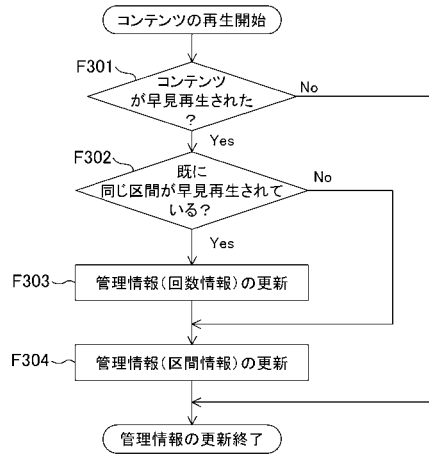 コンテンツの再生開始
F301
コンテンツ
が早見再生された
?
No
Yes
F302
既に
同じ区間が早見再生されて
いる?
No
Yes
F303
管理情報(回数情報)の更新
F304
管理情報(区間情報)の更新
管理情報の更新終了